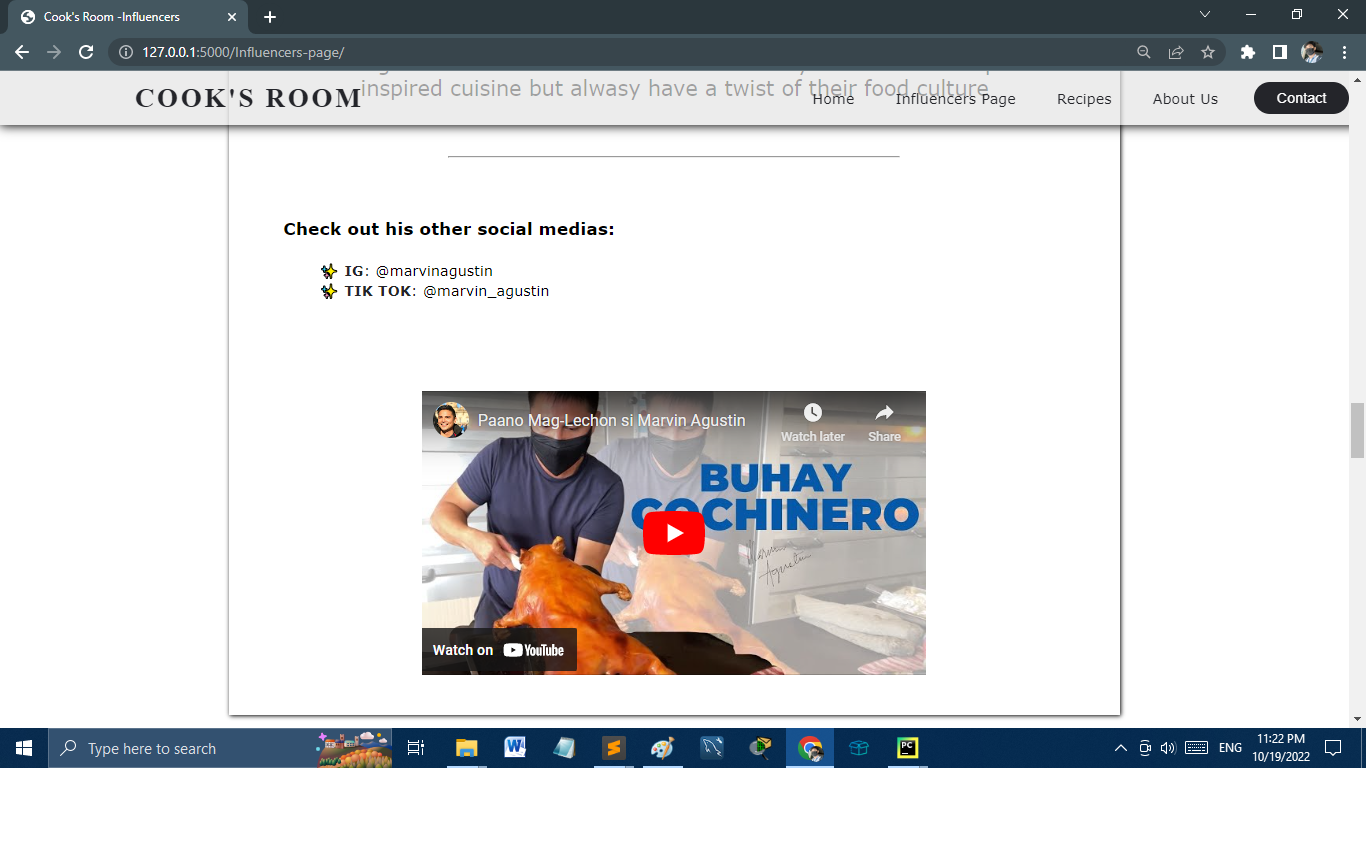 Cook's Room -Influencers
127.0.0.1:5000/Influencers-page/
COOK'S ROOM
inspired cuisine but alwasy have a twist of their food culture
Home
Influencers Page
Recipes
About Us
Contact
Check out his other social medias:
IG: @marvinagustin
TIK TOK: @marvin_agustin
Paano Mag-Lechon si Marvin Agustin
Watch later
Share
BUHAY
COCHINERO
Marvin
Agustin
Watch on YouTube
Type here to search
ENG
11:22 PM
10/19/2022